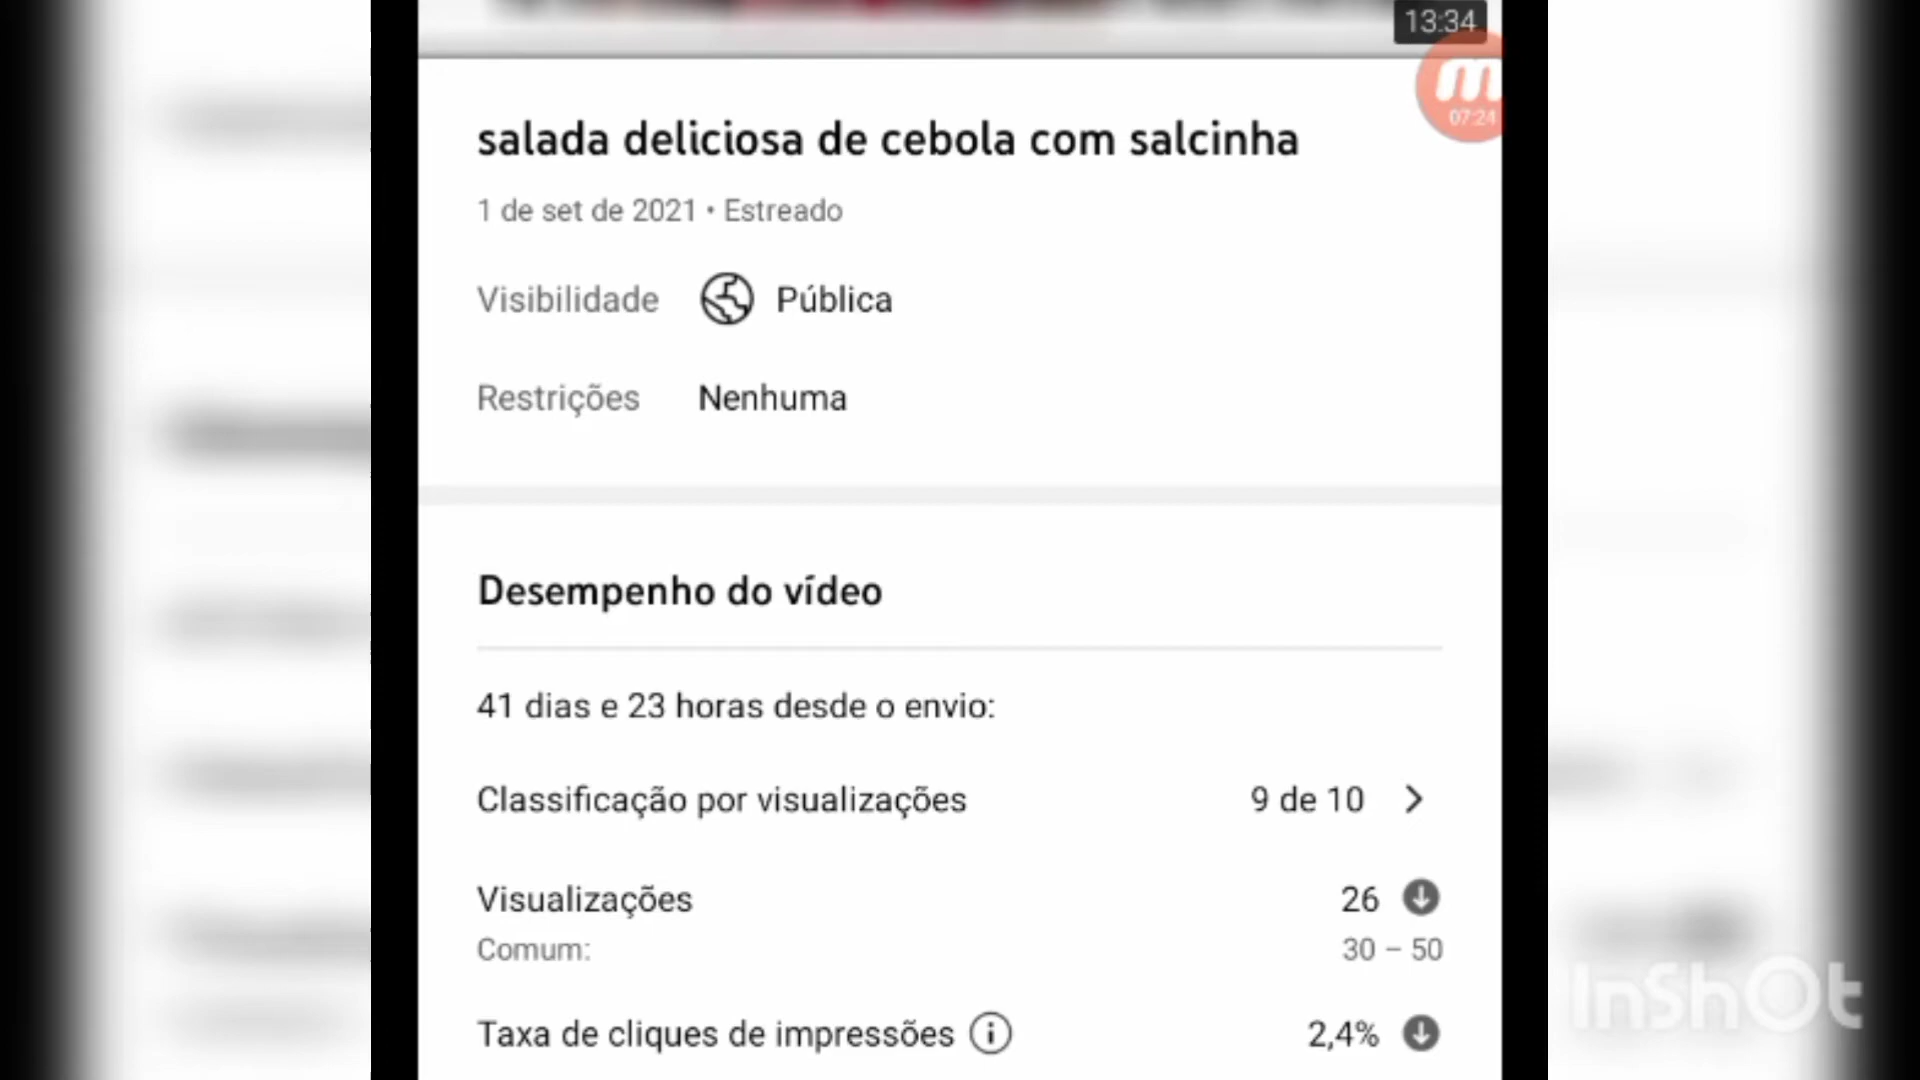 13:34
m
07:24
salada deliciosa de cebola com salcinha
1 de set de 2021 • Estreado
Visibilidade Pública
Restrições Nenhuma
Desempenho do vídeo
41 dias e 23 horas desde o envio:
Classificação por visualizações 9 de 10
Visualizações 26
Comum: 30 – 50
Taxa de cliques de impressões 2,4%
InShOt